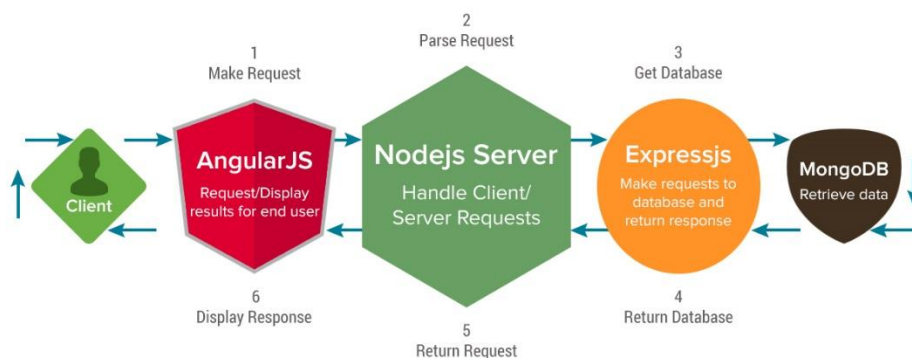 1
Make Request
2
Parse Request
3
Get Database
Client
AngularJS
Request/Display
results for end user
Nodejs Server
Handle Client/
Server Requests
Expressjs
Make requests to
database and
return response
MongoDB
Retrieve data
6
Display Response
5
Return Request
4
Return Database